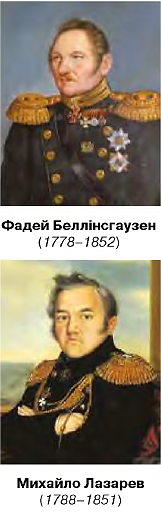 Фадей Беллінсгаузен
(1778–1852)
Михайло Лазарев
(1788–1851)